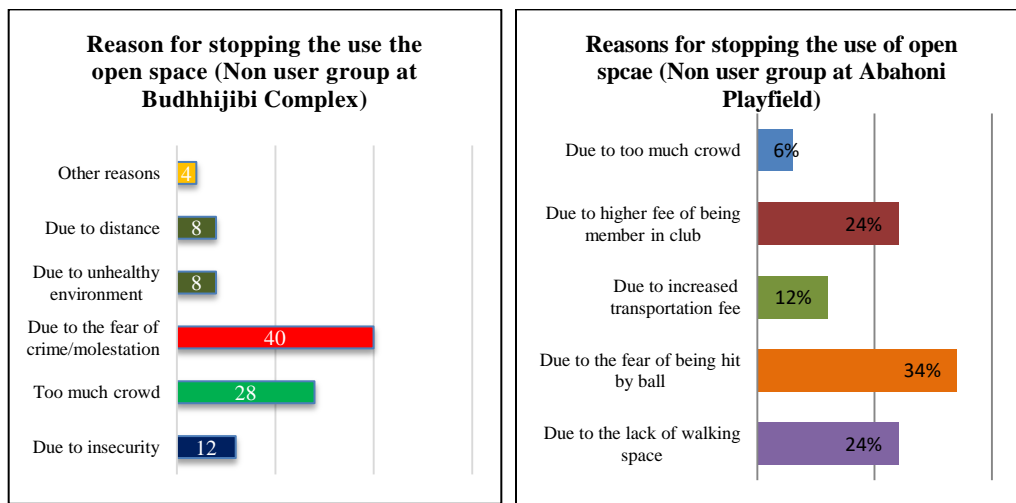 Reason for stopping the use the
open space (Non user group at
Budhhijibi Complex)
Other reasons
4
Due to distance
8
Due to unhealthy
environment
8
Due to the fear of
crime/molestation
40
Too much crowd
28
Due to insecurity
12
Reasons for stopping the use of open
spcae (Non user group at Abahoni
Playfield)
Due to too much crowd
6%
Due to higher fee of being
member in club
24%
Due to increased
transportation fee
12%
Due to the fear of being hit
by ball
34%
Due to the lack of walking
space
24%